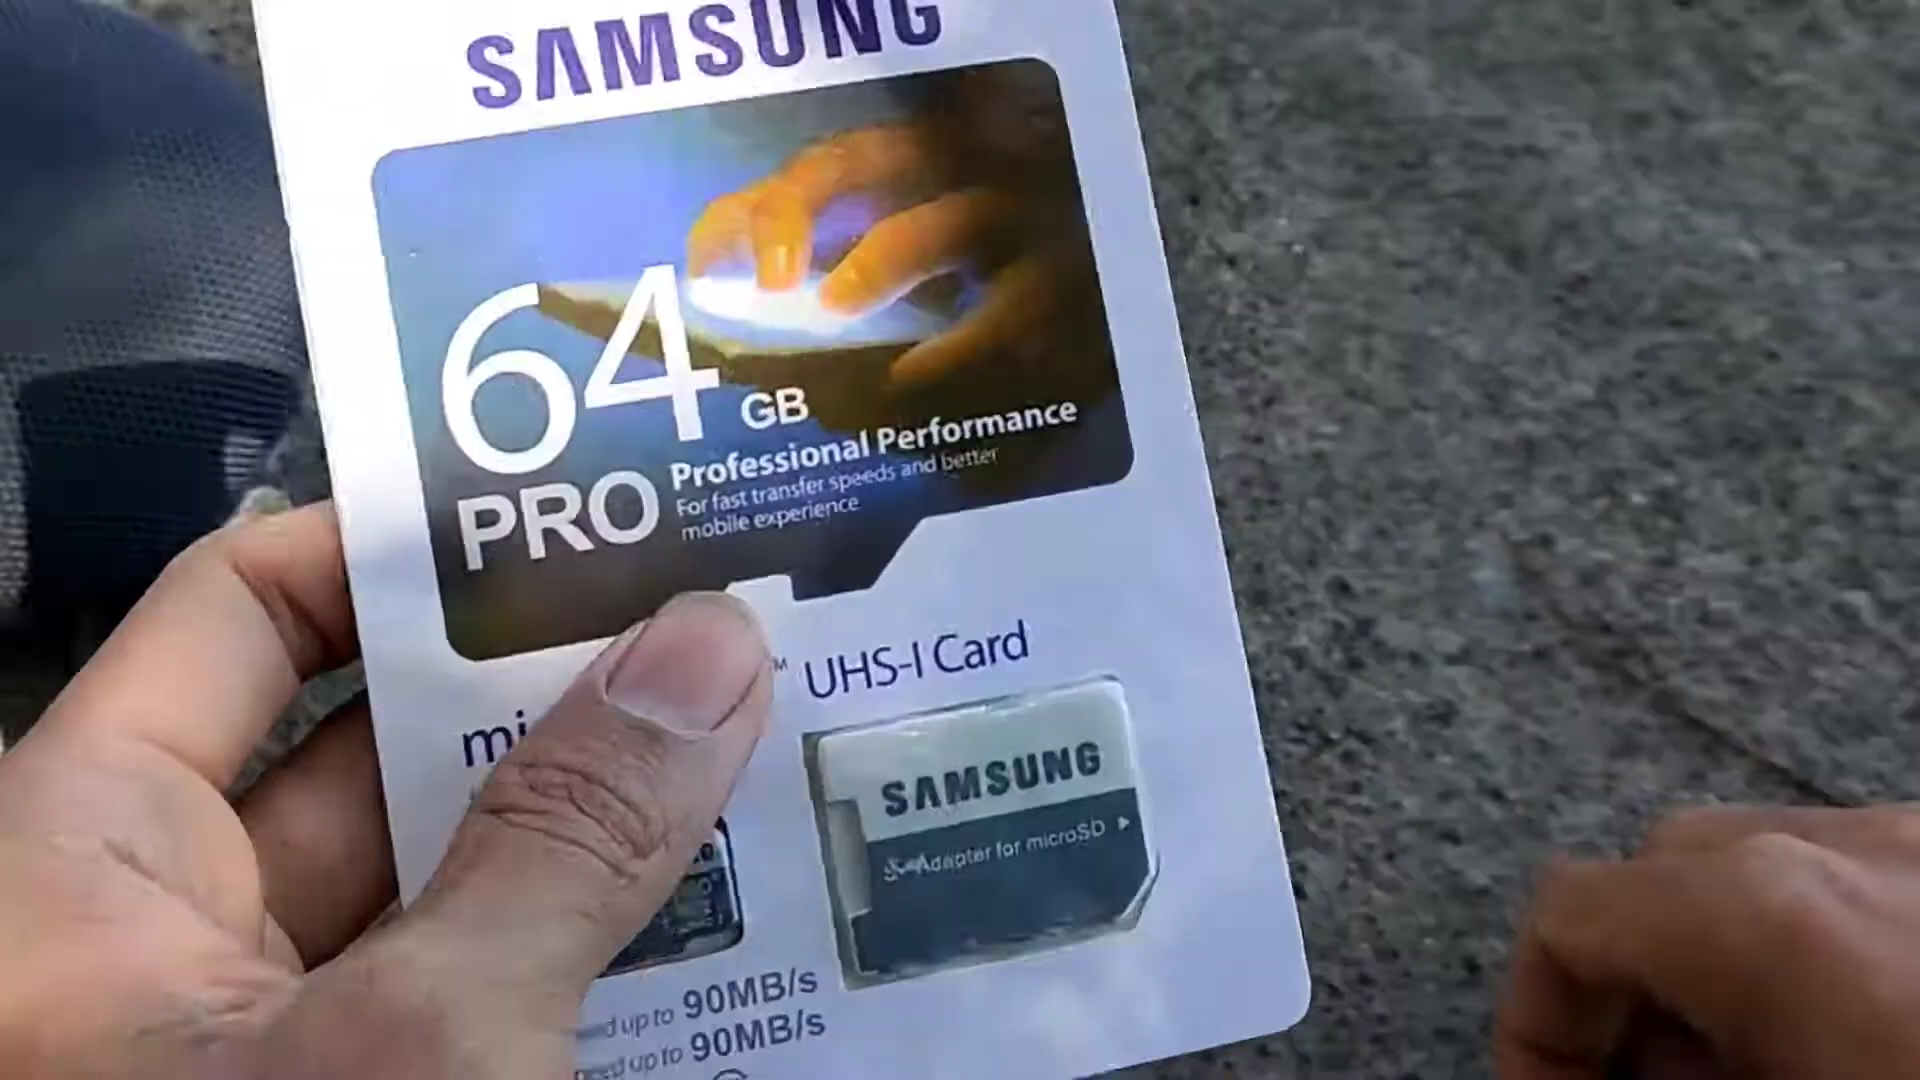 SAMSUNG
64 GB
PRO
Professional Performance
For fast transfer speeds and better
mobile experience
UHS-I Card
SAMSUNG
Adapter for microSD
up to 90MB/s
up to 90MB/s